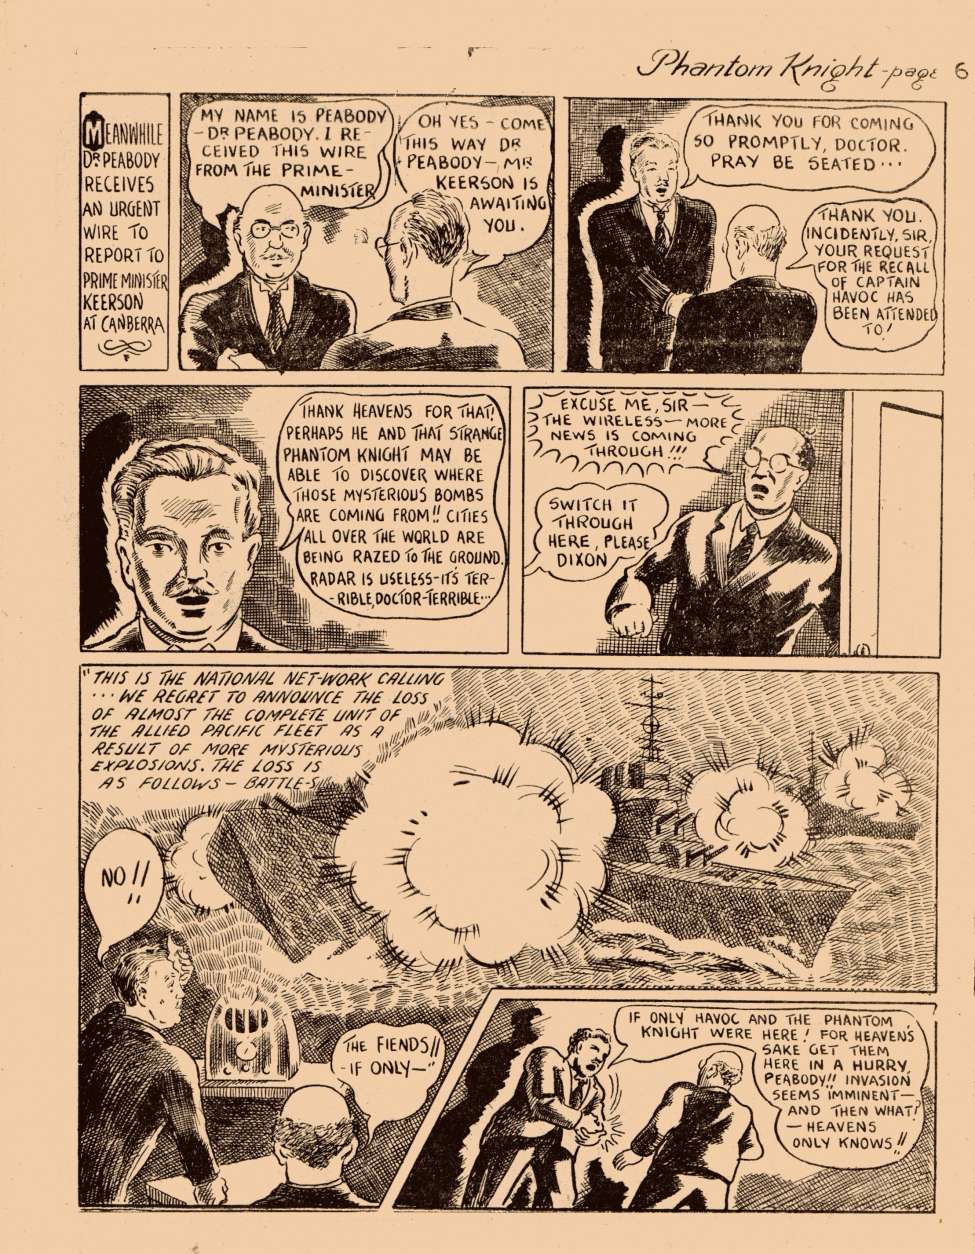 Phantom Knight - page 6
MEANWHILE
DR PEABODY
RECEIVES
AN URGENT
WIRE TO
REPORT TO
PRIME MINISTER
KEERSON
AT CANBERRA
MY NAME IS PEABODY
- DR PEABODY. I RE-
CEIVED THIS WIRE
FROM THE PRIME-
MINISTER
OH YES - COME
THIS WAY DR
PEABODY - MR
KEERSON IS
AWAITING
YOU.
THANK YOU FOR COMING
SO PROMPTLY, DOCTOR.
PRAY BE SEATED...
THANK YOU.
INCIDENTLY, SIR,
YOUR REQUEST
FOR THE RECALL
OF CAPTAIN
HAVOC HAS
BEEN ATTENDED
TO!
THANK HEAVENS FOR THAT!
PERHAPS HE AND THAT STRANGE
PHANTOM KNIGHT MAY BE
ABLE TO DISCOVER WHERE
THOSE MYSTERIOUS BOMBS
ARE COMING FROM!! CITIES
ALL OVER THE WORLD ARE
BEING RAZED TO THE GROUND.
RADAR IS USELESS - IT'S TER-
-RIBLE, DOCTOR - TERRIBLE...
EXCUSE ME, SIR -
THE WIRELESS - MORE
NEWS IS COMING
THROUGH!!!
SWITCH IT
THROUGH
HERE, PLEASE
DIXON
"THIS IS THE NATIONAL NET-WORK CALLING
...WE REGRET TO ANNOUNCE THE LOSS
OF ALMOST THE COMPLETE UNIT OF
THE ALLIED PACIFIC FLEET AS A
RESULT OF MORE MYSTERIOUS
EXPLOSIONS. THE LOSS IS
AS FOLLOWS - BATTLE-S
NO!!
!!
THE FIENDS!!
- IF ONLY -"
IF ONLY HAVOC AND THE PHANTOM
KNIGHT WERE HERE! FOR HEAVEN'S
SAKE GET THEM
HERE IN A HURRY,
PEABODY!! INVASION
SEEMS IMMINENT -
AND THEN WHAT?
- HEAVENS
ONLY KNOWS!!